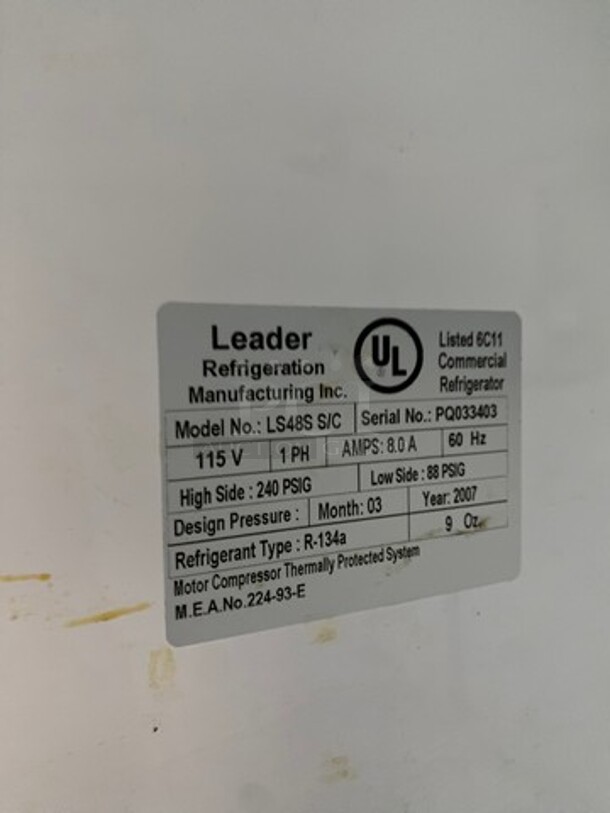 Leader
Refrigeration
Manufacturing Inc.
UL
Listed 6C11
Commercial
Refrigerator
Model No.: LS48S S/C Serial No.: PQ033403
115 V 1 PH AMPS: 8.0 A 60 Hz
High Side : 240 PSIG Low Side : 88 PSIG
Design Pressure : Month: 03 Year: 2007
Refrigerant Type : R-134a 9 Oz.
Motor Compressor Thermally Protected System
M.E.A.No.224-93-E